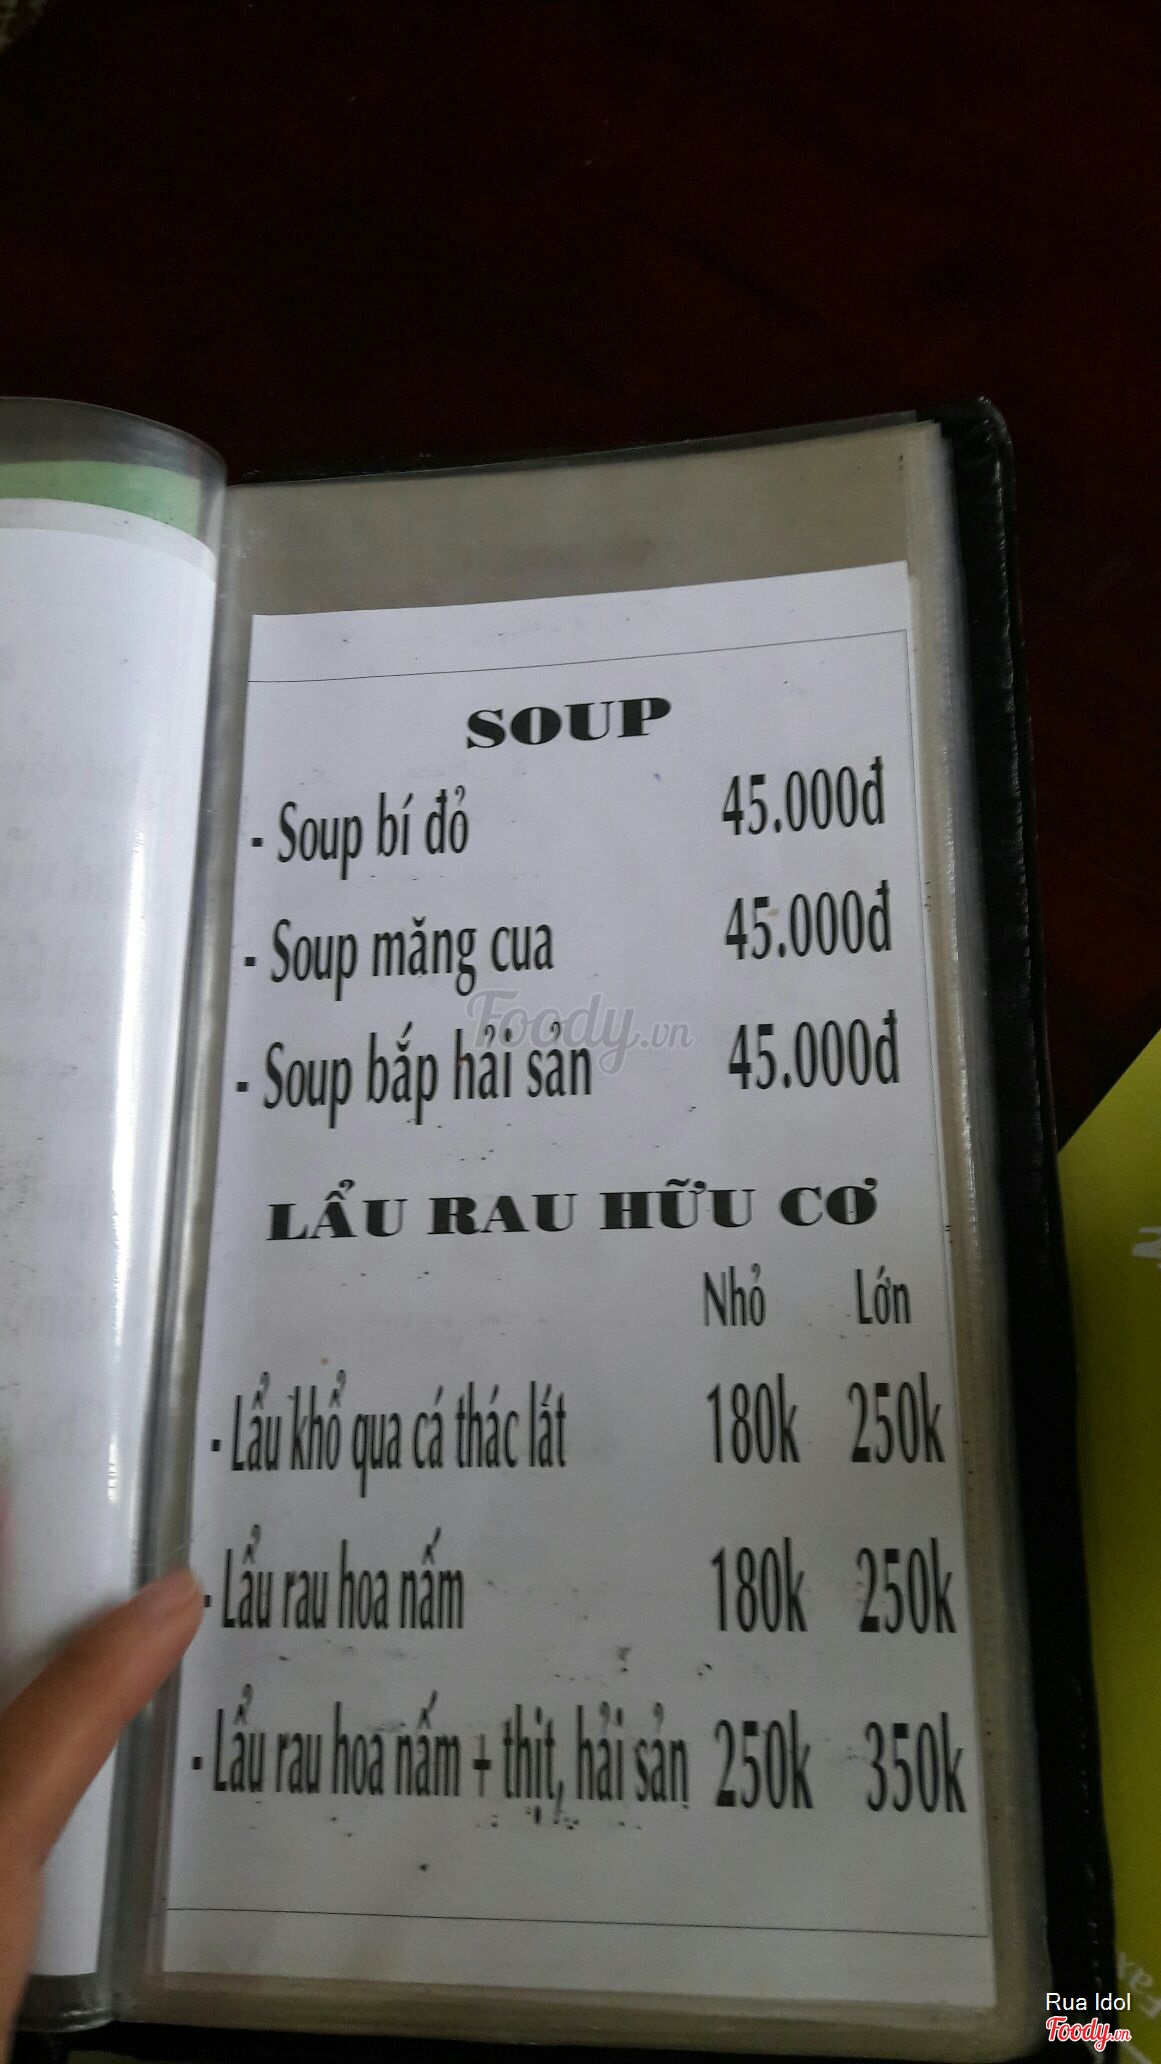 SOUP
- Soup bí đỏ 45.000đ
- Soup măng cua 45.000đ
- Soup bắp hải sản 45.000đ
Foody.vn
LẨU RAU HỮU CƠ
Nhỏ Lớn
- Lẩu khổ qua cá thác lát 180k 250k
- Lẩu rau hoa nấm 180k 250k
- Lẩu rau hoa nấm + thịt, hải sản 250k 350k
Rua Idol
Foody.vn